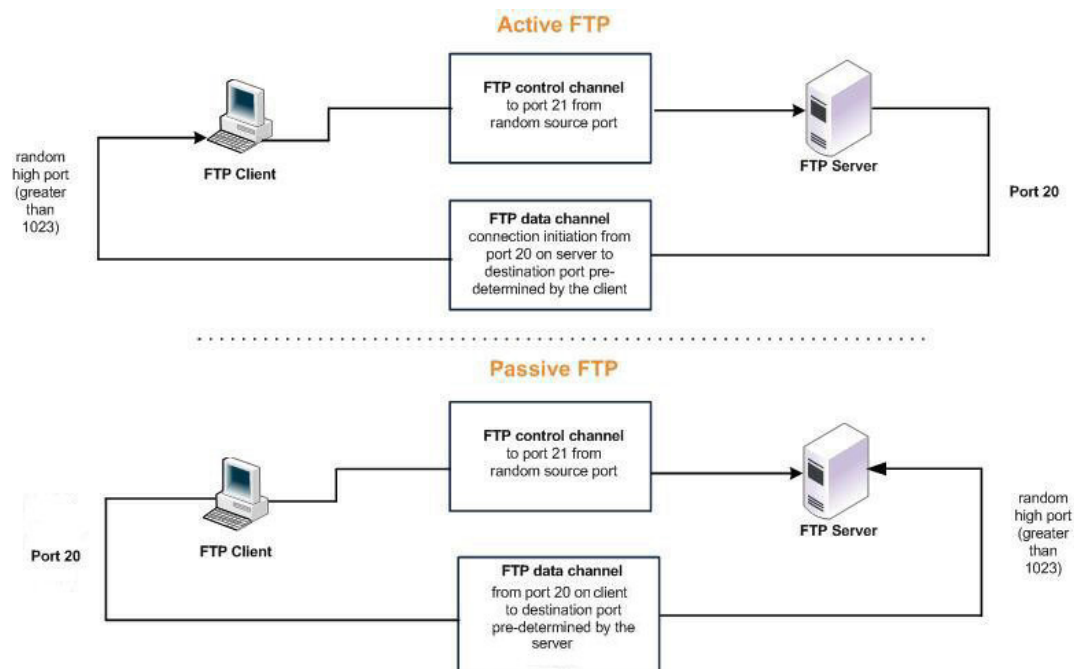 Active FTP
FTP control channel
to port 21 from
random source port
random
high port
(greater
than
1023)
FTP Client
FTP Server
Port 20
FTP data channel
connection initiation from
port 20 on server to
destination port pre-
determined by the client
Passive FTP
FTP control channel
to port 21 from
random source port
FTP Client
FTP Server
Port 20
random
high port
(greater
than
1023)
FTP data channel
from port 20 on client
to destination port
pre-determined by the
server